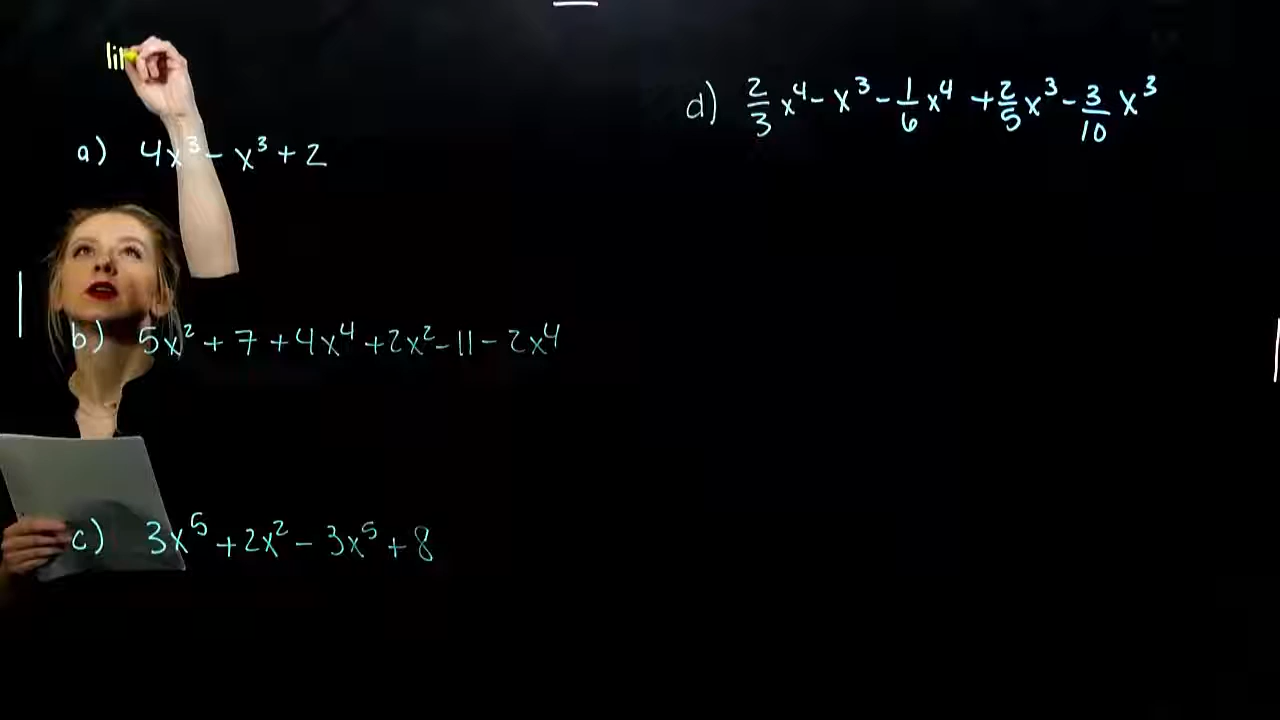 li
a) 4x³ - x³ + 2
b) 5x² + 7 + 4x⁴ + 2x² - 11 - 2x⁴
c) 3x⁵ + 2x² - 3x⁵ + 8
d) 2/3 x⁴ - x³ - 1/6 x⁴ + 2/5 x³ - 3/10 x³